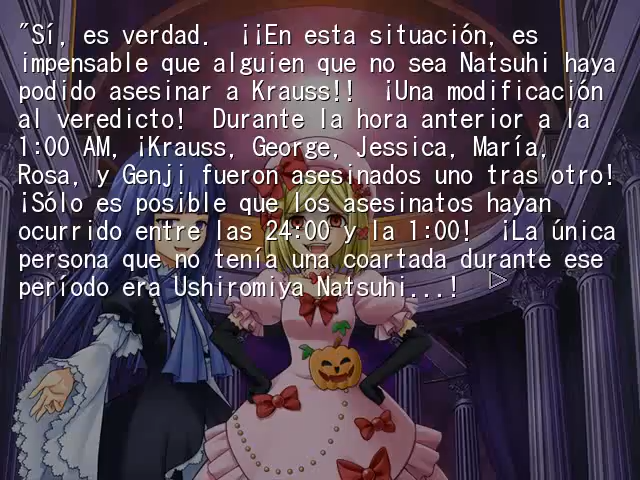 "Sí, es verdad.  ¡¡En esta situación, es
impensable que alguien que no sea Natsuhi haya
podido asesinar a Krauss!!  ¡Una modificación
al veredicto!  Durante la hora anterior a la
1:00 AM, ¡Krauss, George, Jessica, María,
Rosa, y Genji fueron asesinados uno tras otro!
¡Sólo es posible que los asesinatos hayan
ocurrido entre las 24:00 y la 1:00!  ¡La única
persona que no tenía una coartada durante ese
período era Ushiromiya Natsuhi...!